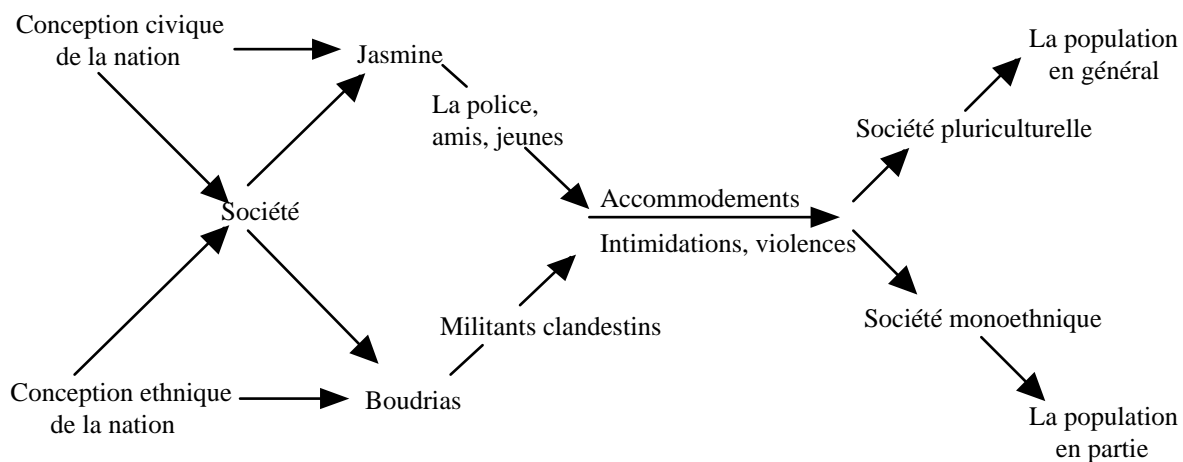 Conception civique
de la nation
Jasmine
La police,
amis, jeunes
Société
Conception ethnique
de la nation
Boudrias
Militants clandestins
Accommodements
Intimidations, violences
La population
en général
Société pluriculturelle
Société monoethnique
La population
en partie